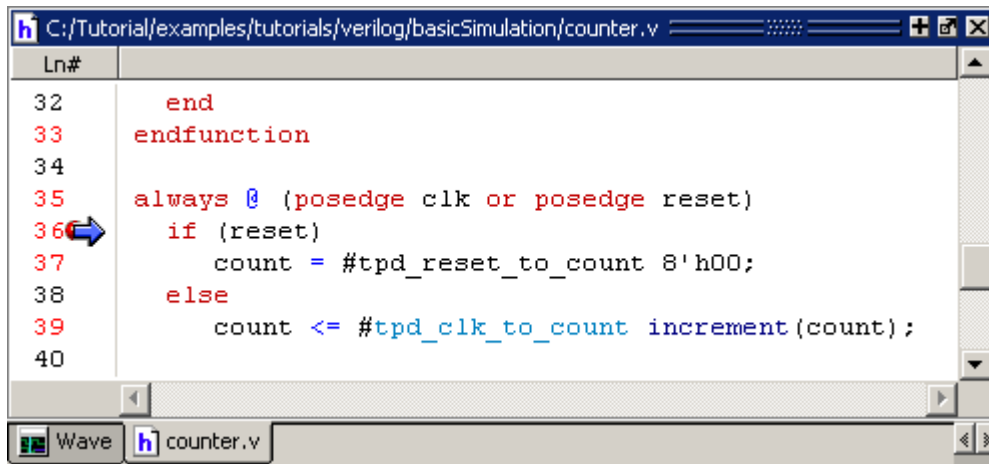 C:/Tutorial/examples/tutorials/verilog/basicSimulation/counter.v
Ln#
32 end
33 endfunction
34
35 always @ (posedge clk or posedge reset)
36 if (reset)
37 count = #tpd_reset_to_count 8'h00;
38 else
39 count <= #tpd_clk_to_count increment(count);
40
Wave h counter.v